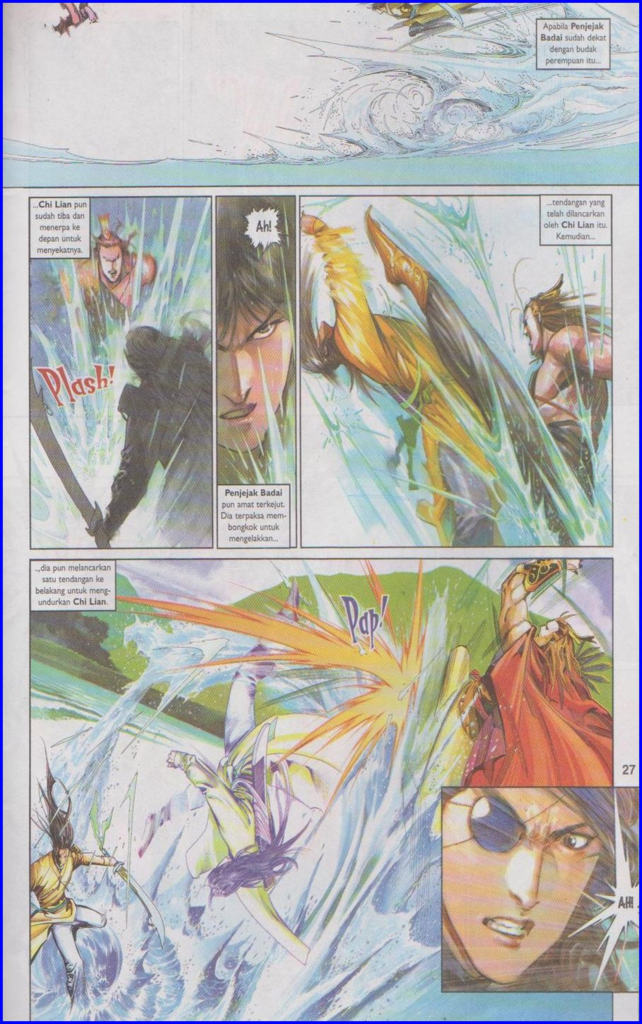 Apabila Penjejak
Badai sudah dekat
dengan budak
perempuan itu...
...Chi Lian pun
sudah tiba dan
menerpa ke
depan untuk
menyekatnya.
Plash!
Ah!
Penjejak Badai
pun amat terkejut.
Dia terpaksa mem-
bongkok untuk
mengelakkan...
...tendangan yang
telah dilancarkan
oleh Chi Lian itu.
Kemudian...
...dia pun melancarkan
satu tendangan ke
belakang untuk meng-
undurkan Chi Lian.
Pap!
27
AH!